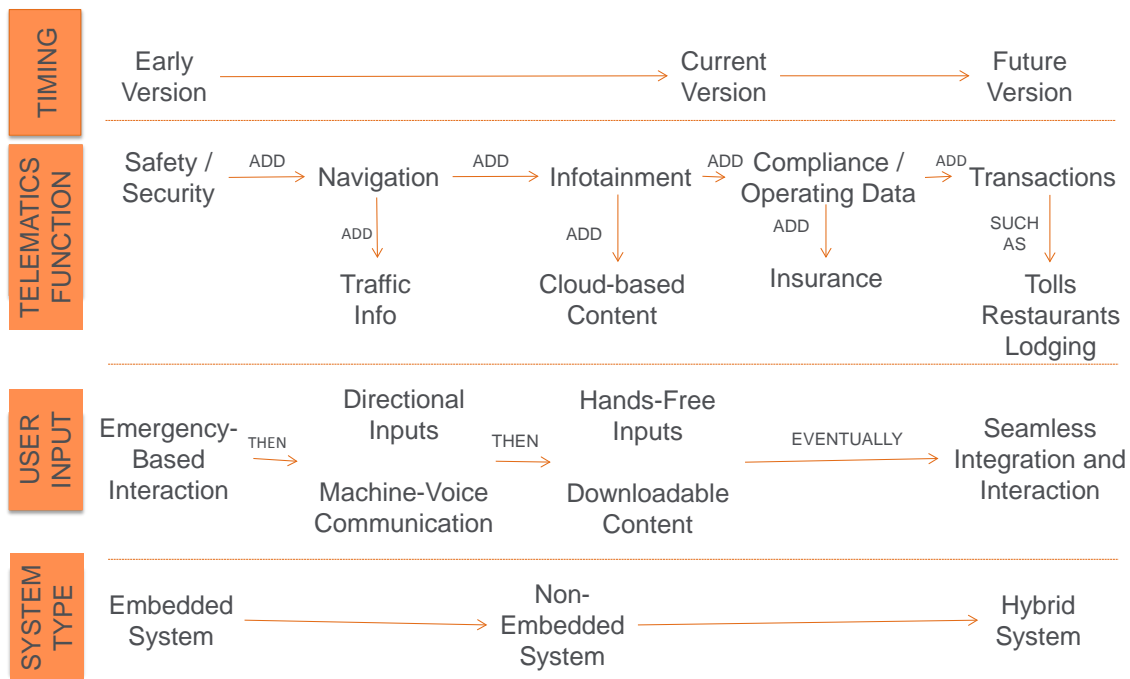 TIMING
Early
Version
Current
Version
Future
Version
TELEMATICS
FUNCTION
Safety /
Security
ADD
Navigation
ADD
Infotainment
ADD
Compliance /
Operating Data
ADD
Transactions
ADD
Traffic
Info
ADD
Cloud-based
Content
ADD
Insurance
SUCH
AS
Tolls
Restaurants
Lodging
USER
INPUT
Emergency-
Based
Interaction
THEN
Directional
Inputs
Machine-Voice
Communication
THEN
Hands-Free
Inputs
Downloadable
Content
EVENTUALLY
Seamless
Integration and
Interaction
SYSTEM
TYPE
Embedded
System
Non-
Embedded
System
Hybrid
System